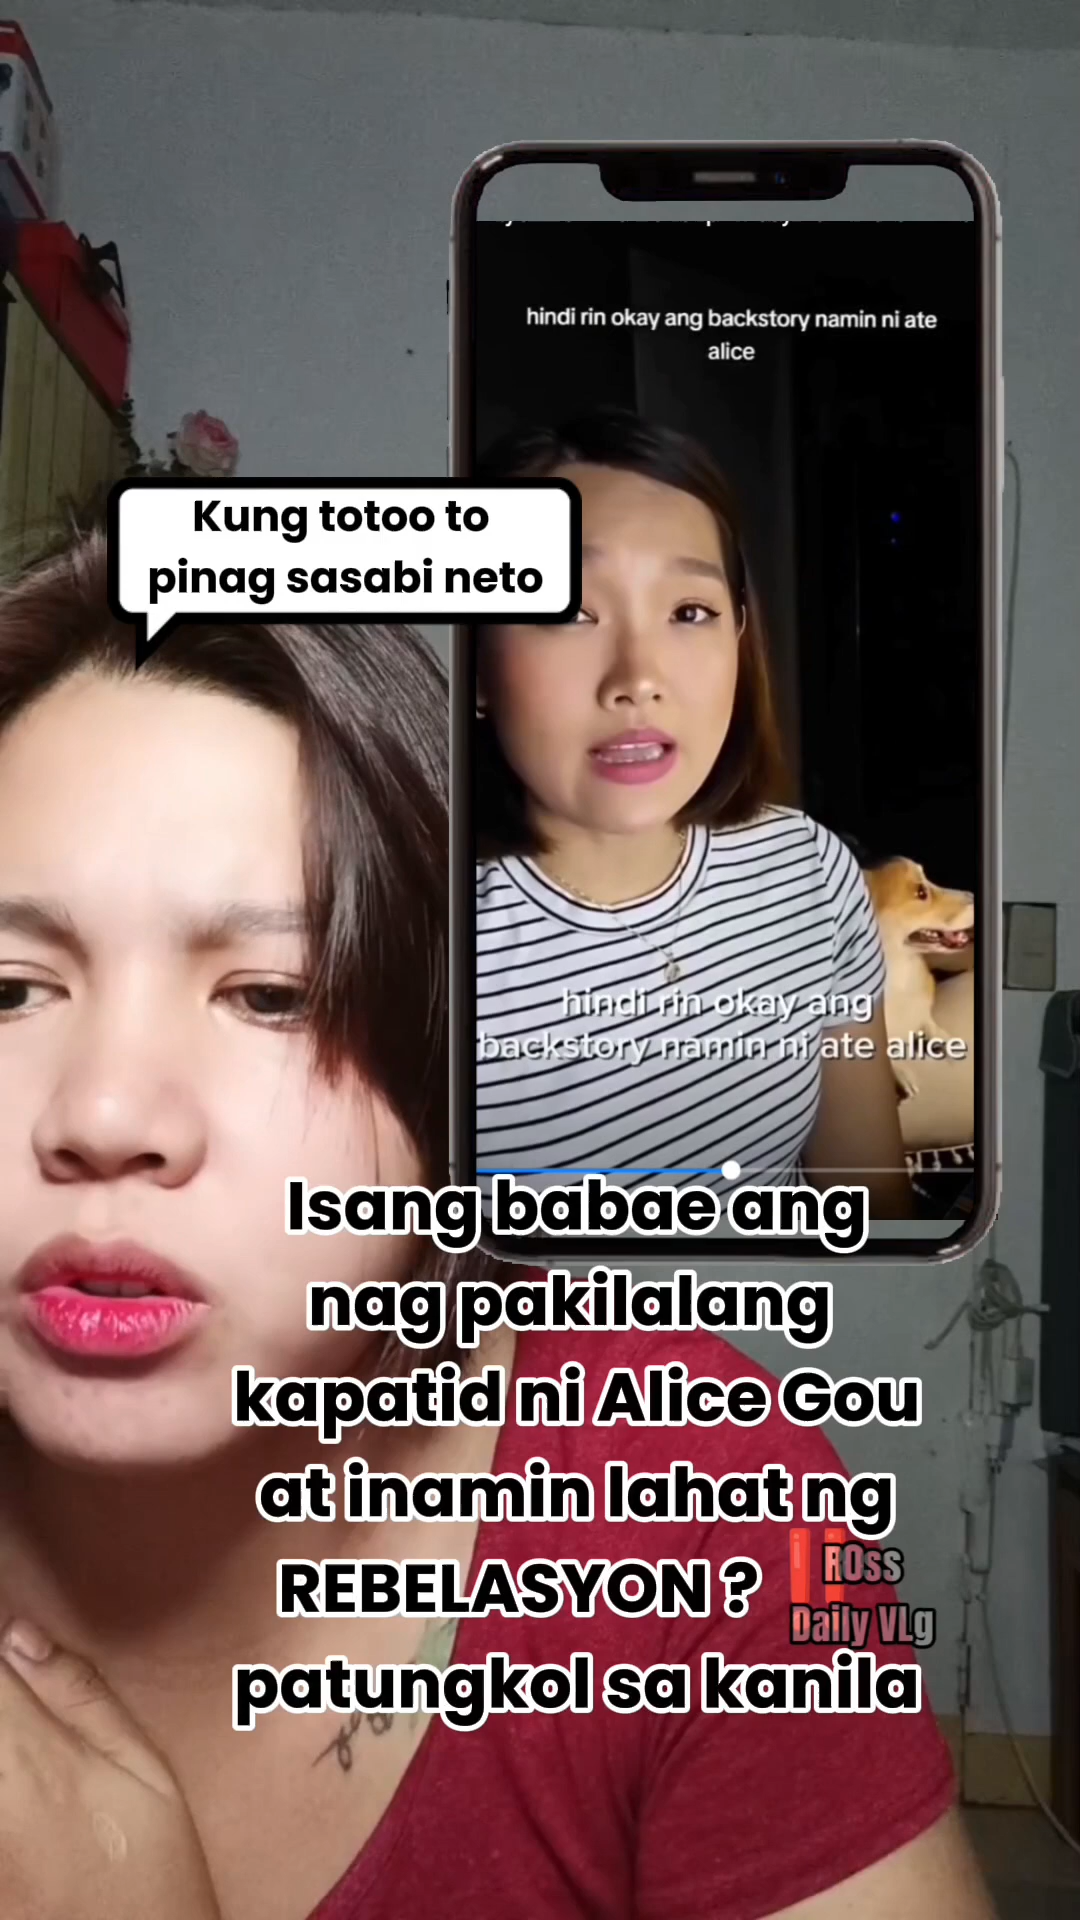 hindi rin okay ang backstory namin ni ate
alice
Kung totoo to
pinag sasabi neto
hindi rin okay ang
backstory namin ni ate alice
Isang babae ang
nag pakilalang
kapatid ni Alice Gou
at inamin lahat ng
REBELASYON ?
patungkol sa kanila
ROss
Daily VLg